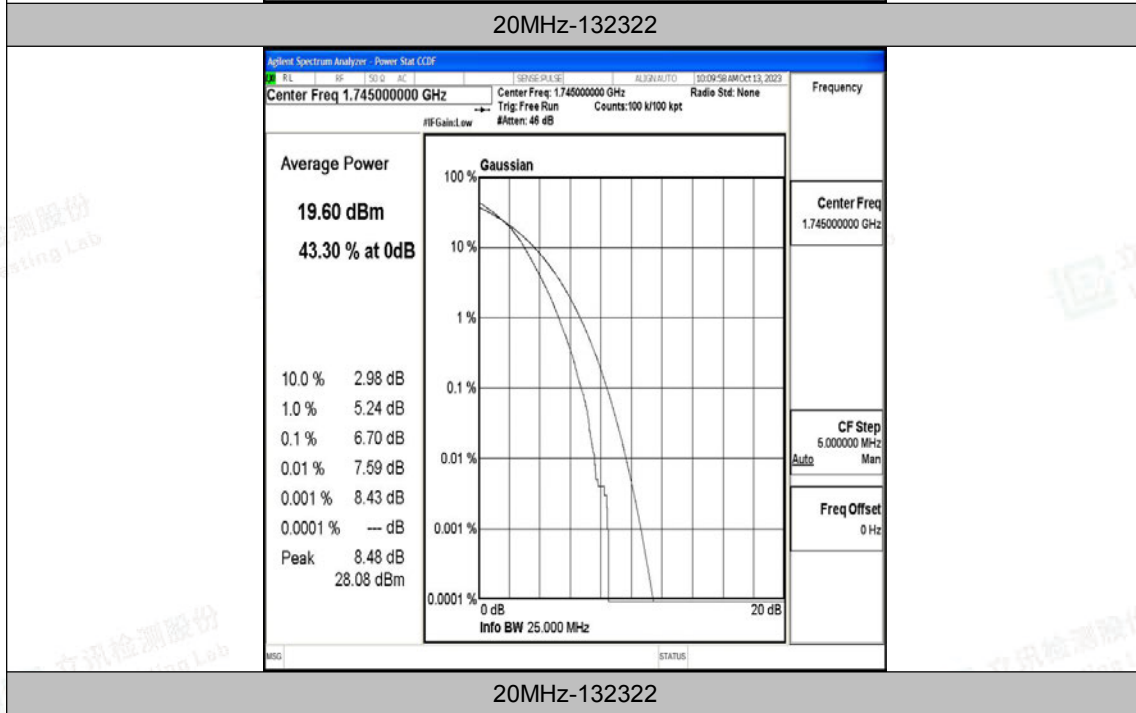 20MHz-132322
Agilent Spectrum Analyzer - Power Stat CCDF
RL RF 50 Ω AC SENSE:PULSE ALIGN AUTO 10:09:58 AM Oct 13, 2023
Center Freq 1.745000000 GHz
Center Freq: 1.745000000 GHz Radio Std: None
Trig: Free Run Counts:100 k/100 kpt
#IFGain:Low #Atten: 46 dB
Frequency
Average Power
19.60 dBm
43.30 % at 0dB
10.0 % 2.98 dB
1.0 % 5.24 dB
0.1 % 6.70 dB
0.01 % 7.59 dB
0.001 % 8.43 dB
0.0001 % --- dB
Peak 8.48 dB
28.08 dBm
Gaussian
100 %
10 %
1 %
0.1 %
0.01 %
0.001 %
0.0001 %
0 dB 20 dB
Info BW 25.000 MHz
Center Freq
1.745000000 GHz
CF Step
5.000000 MHz
Auto Man
Freq Offset
0 Hz
MSG STATUS
20MHz-132322
立讯检测股份